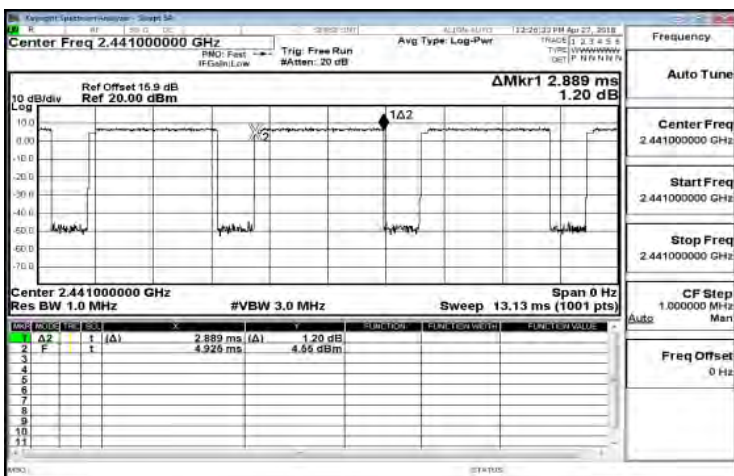 Keysight Spectrum Analyzer - Swept SA
Center Freq 2.441000000 GHz
PNO: Fast
IFGain:Low
Trig: Free Run
#Atten: 20 dB
Avg Type: Log-Pwr
ALIGN AUTO
12:26:33 PM Apr 27, 2018
TRACE 1 2 3 4 5 6
TYPE
DET P N N N N N
Frequency
Auto Tune
Center Freq
2.441000000 GHz
Start Freq
2.441000000 GHz
Stop Freq
2.441000000 GHz
CF Step
1.000000 MHz
Auto Man
Freq Offset
0 Hz
Ref Offset 15.9 dB
Ref 20.00 dBm
10 dB/div
Log
ΔMkr1 2.889 ms
1.20 dB
1Δ2
2
10.0
0.00
-10.0
-20.0
-30.0
-40.0
-50.0
-60.0
-70.0
Center 2.441000000 GHz
Res BW 1.0 MHz
#VBW 3.0 MHz
Span 0 Hz
Sweep 13.13 ms (1001 pts)
MKR MODE TRC SCL X Y FUNCTION FUNCTION WIDTH FUNCTION VALUE
1 Δ2 t (Δ) 2.889 ms (Δ) 1.20 dB
2 F t 4.925 ms 4.55 dBm
3
4
5
6
7
8
9
10
11
MSG
STATUS